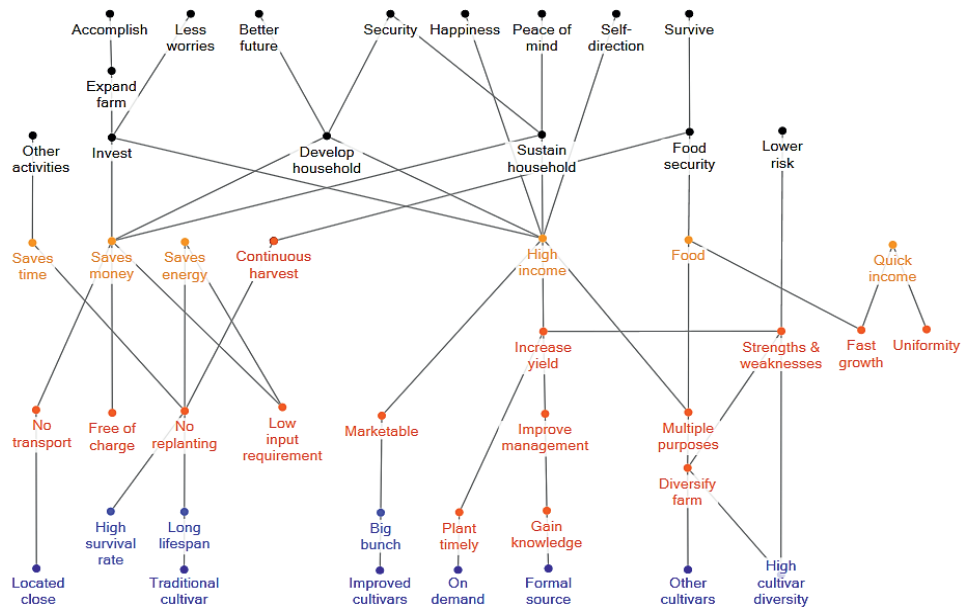 Accomplish
Less
worries
Better
future
Security
Happiness
Peace of
mind
Self-
direction
Survive
Expand
farm
Other
activities
Invest
Develop
household
Sustain
household
Food
security
Lower
risk
Saves
time
Saves
money
Saves
energy
Continuous
harvest
High
income
Food
Quick
income
Increase
yield
Strengths &
weaknesses
Fast
growth
Uniformity
No
transport
Free of
charge
No
replanting
Low
input
requirement
Marketable
Improve
management
Multiple
purposes
Diversify
farm
High
survival
rate
Long
lifespan
Big
bunch
Plant
timely
Gain
knowledge
Located
close
Traditional
cultivar
Improved
cultivars
On
demand
Formal
source
Other
cultivars
High
cultivar
diversity